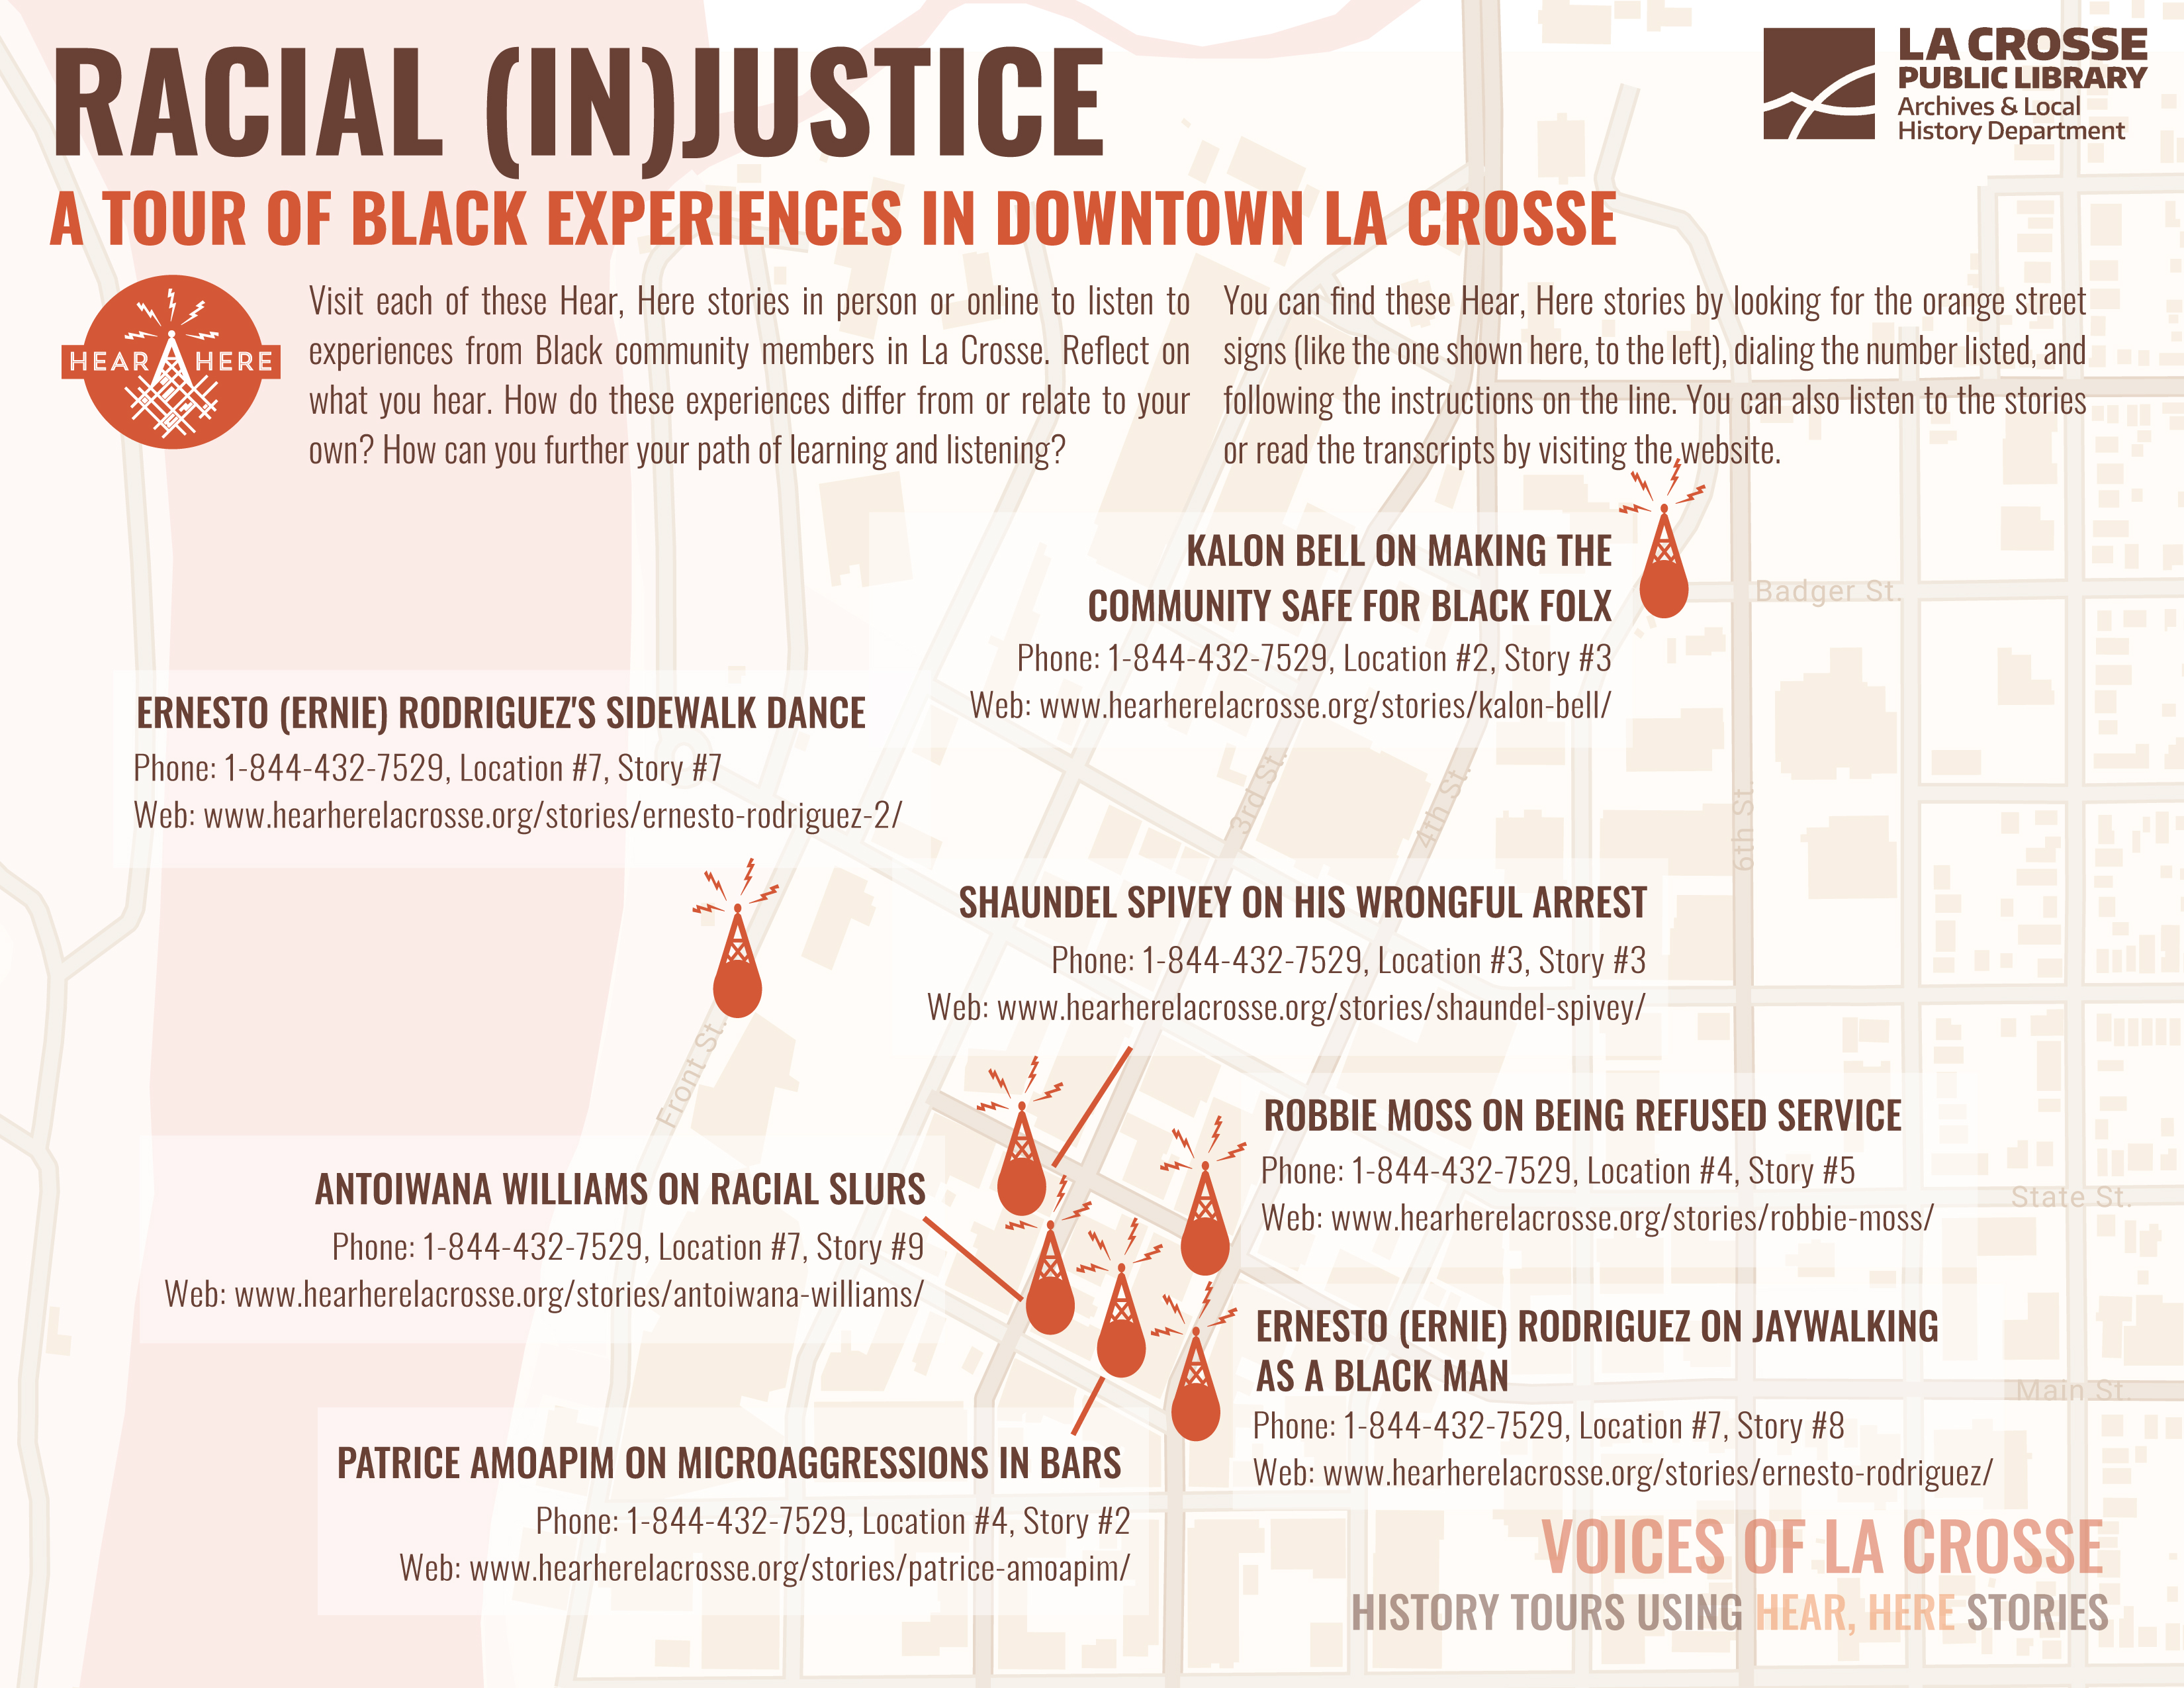 RACIAL (IN)JUSTICE
A TOUR OF BLACK EXPERIENCES IN DOWNTOWN LA CROSSE
LA CROSSE
PUBLIC LIBRARY
Archives & Local
History Department
HEAR HERE
Visit each of these Hear, Here stories in person or online to listen to
experiences from Black community members in La Crosse. Reflect on
what you hear. How do these experiences differ from or relate to your
own? How can you further your path of learning and listening?
You can find these Hear, Here stories by looking for the orange street
signs (like the one shown here, to the left), dialing the number listed, and
following the instructions on the line. You can also listen to the stories
or read the transcripts by visiting the website.
KALON BELL ON MAKING THE
COMMUNITY SAFE FOR BLACK FOLX
Phone: 1-844-432-7529, Location #2, Story #3
Web: www.hearherelacrosse.org/stories/kalon-bell/
Badger St.
ERNESTO (ERNIE) RODRIGUEZ'S SIDEWALK DANCE
Phone: 1-844-432-7529, Location #7, Story #7
Web: www.hearherelacrosse.org/stories/ernesto-rodriguez-2/
3rd St.
4th St.
6th St.
SHAUNDEL SPIVEY ON HIS WRONGFUL ARREST
Phone: 1-844-432-7529, Location #3, Story #3
Web: www.hearherelacrosse.org/stories/shaundel-spivey/
Front St.
ROBBIE MOSS ON BEING REFUSED SERVICE
Phone: 1-844-432-7529, Location #4, Story #5
Web: www.hearherelacrosse.org/stories/robbie-moss/
State St.
ANTOIWANA WILLIAMS ON RACIAL SLURS
Phone: 1-844-432-7529, Location #7, Story #9
Web: www.hearherelacrosse.org/stories/antoiwana-williams/
ERNESTO (ERNIE) RODRIGUEZ ON JAYWALKING
AS A BLACK MAN
Phone: 1-844-432-7529, Location #7, Story #8
Web: www.hearherelacrosse.org/stories/ernesto-rodriguez/
Main St.
PATRICE AMOAPIM ON MICROAGGRESSIONS IN BARS
Phone: 1-844-432-7529, Location #4, Story #2
Web: www.hearherelacrosse.org/stories/patrice-amoapim/
VOICES OF LA CROSSE
HISTORY TOURS USING HEAR, HERE STORIES